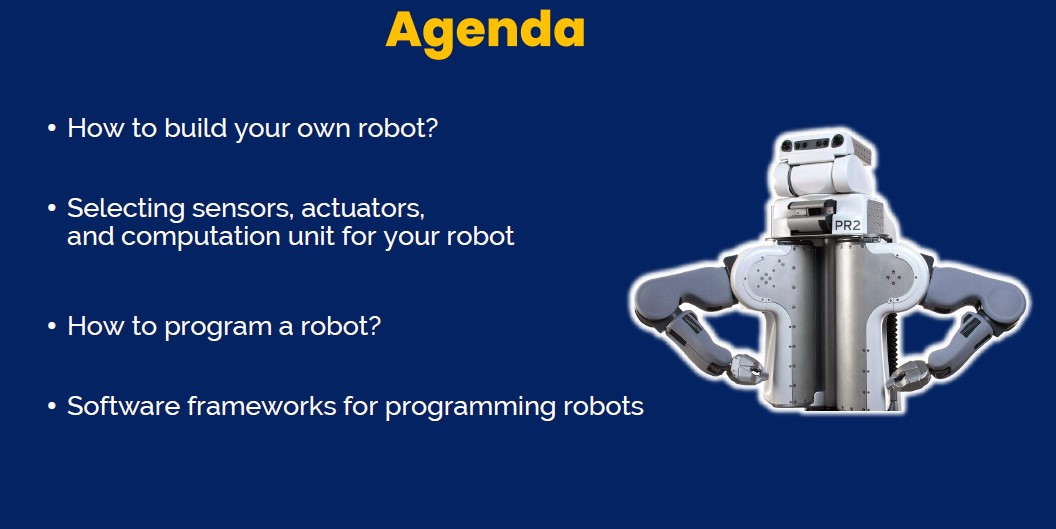 Agenda
• How to build your own robot?
• Selecting sensors, actuators,
and computation unit for your robot
PR2
• How to program a robot?
• Software frameworks for programming robots